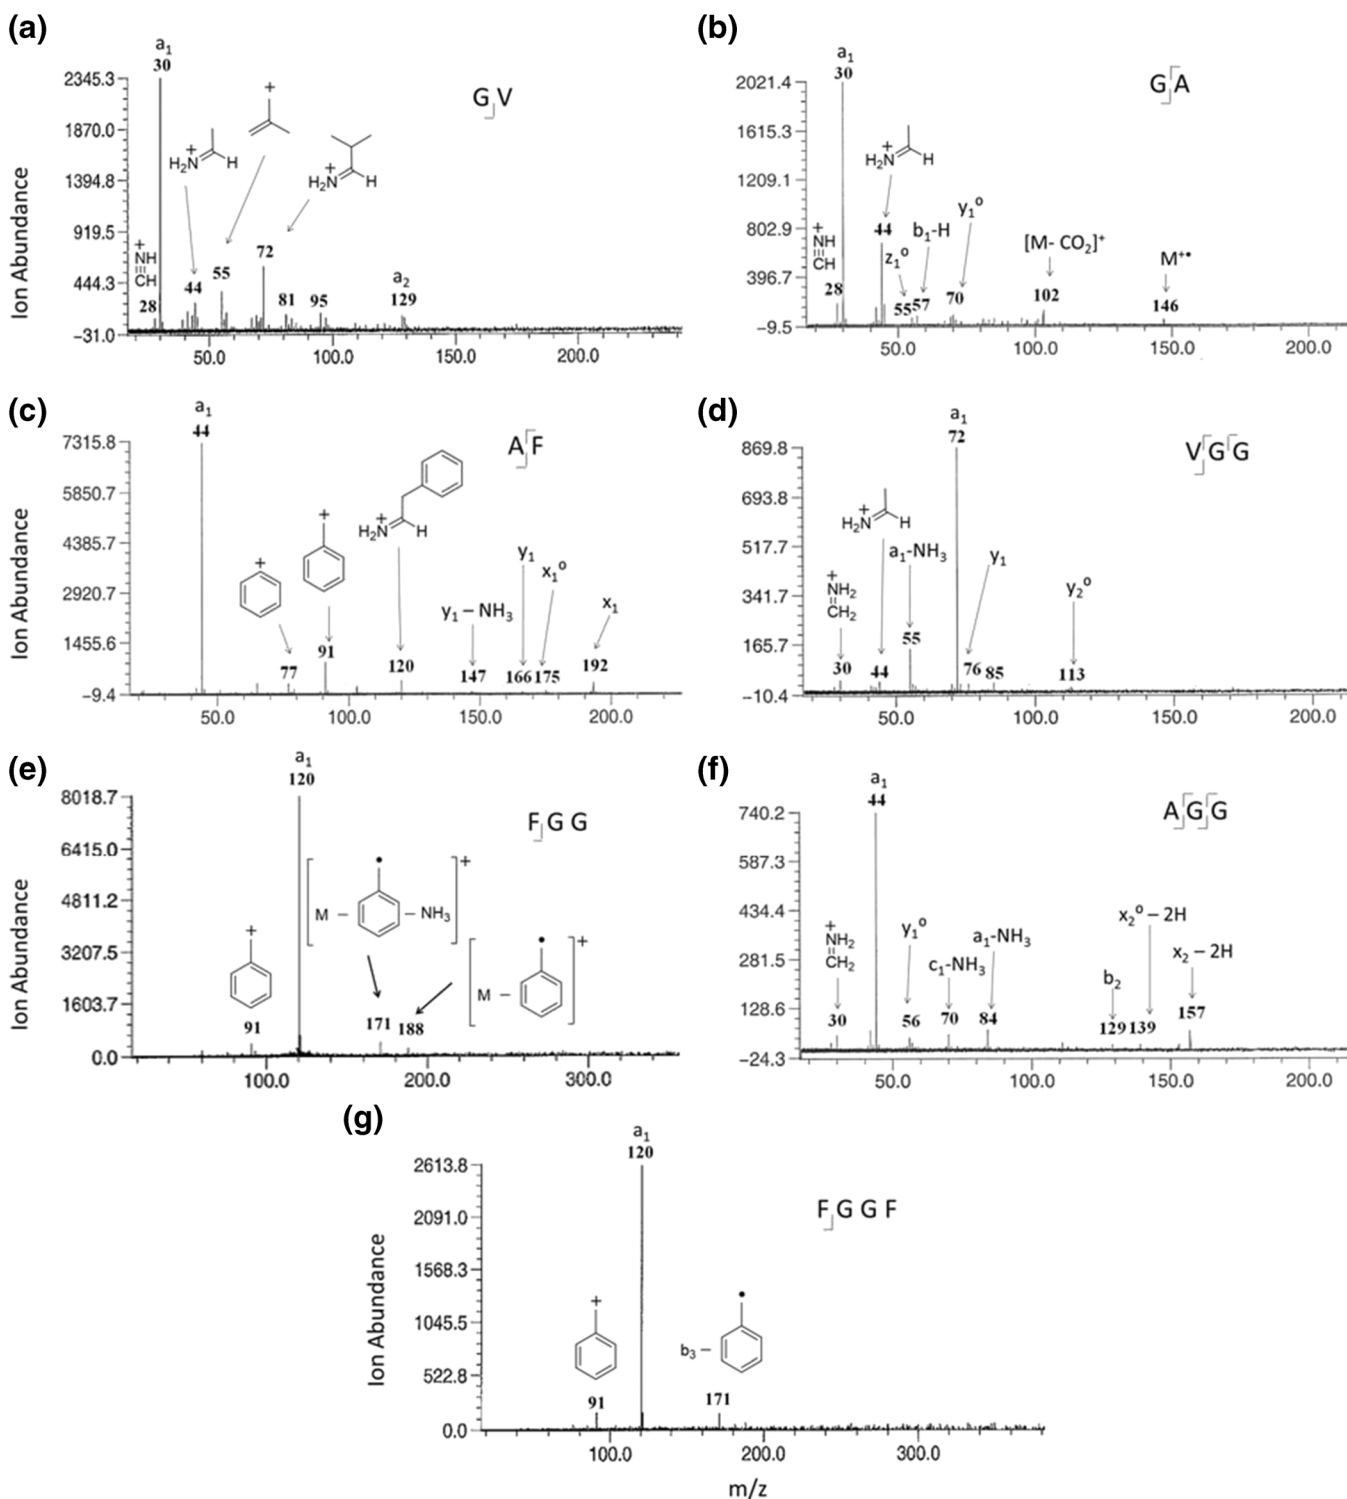 (a)
a₁
30
2345.3
1870.0
1394.8
919.5
444.3
−31.0
Ion Abundance
G V
H₂N⁺ H
H₂N⁺ H
+
+
NH
CH
28
44
55
72
81
95
a₂
129
50.0 100.0 150.0 200.0
(b)
a₁
30
2021.4
1615.3
1209.1
802.9
396.7
−9.5
G A
H₂N⁺ H
+
NH
CH
28
44
z₁º
b₁-H
y₁º
55 57
70
[M- CO₂]⁺
102
M⁺•
146
50.0 100.0 150.0 200.0
(c)
a₁
44
7315.8
5850.7
4385.7
2920.7
1455.6
−9.4
Ion Abundance
A F
+
+
H₂N⁺ H
77
91
120
y₁ − NH₃
147
y₁
166
x₁º
175
x₁
192
50.0 100.0 150.0 200.0
(d)
a₁
72
869.8
693.8
517.7
341.7
165.7
−10.4
V G G
H₂N⁺ H
+
NH₂
CH₂
a₁-NH₃
y₁
y₂º
30
44
55
76
85
113
50.0 100.0 150.0 200.0
(e)
a₁
120
8018.7
6415.0
4811.2
3207.5
1603.7
0.0
Ion Abundance
F G G
M − • − NH₃ +
M − • +
+
91
171
188
100.0 200.0 300.0
(f)
a₁
44
740.2
587.3
434.4
281.5
128.6
−24.3
A G G
+
NH₂
CH₂
y₁º
c₁-NH₃
a₁-NH₃
b₂
x₂º − 2H
x₂ − 2H
30
56
70
84
129
139
157
50.0 100.0 150.0 200.0
(g)
a₁
120
2613.8
2091.0
1568.3
1045.5
522.8
0.0
Ion Abundance
F G G F
+
b₃ − •
91
171
100.0 200.0 300.0
m/z